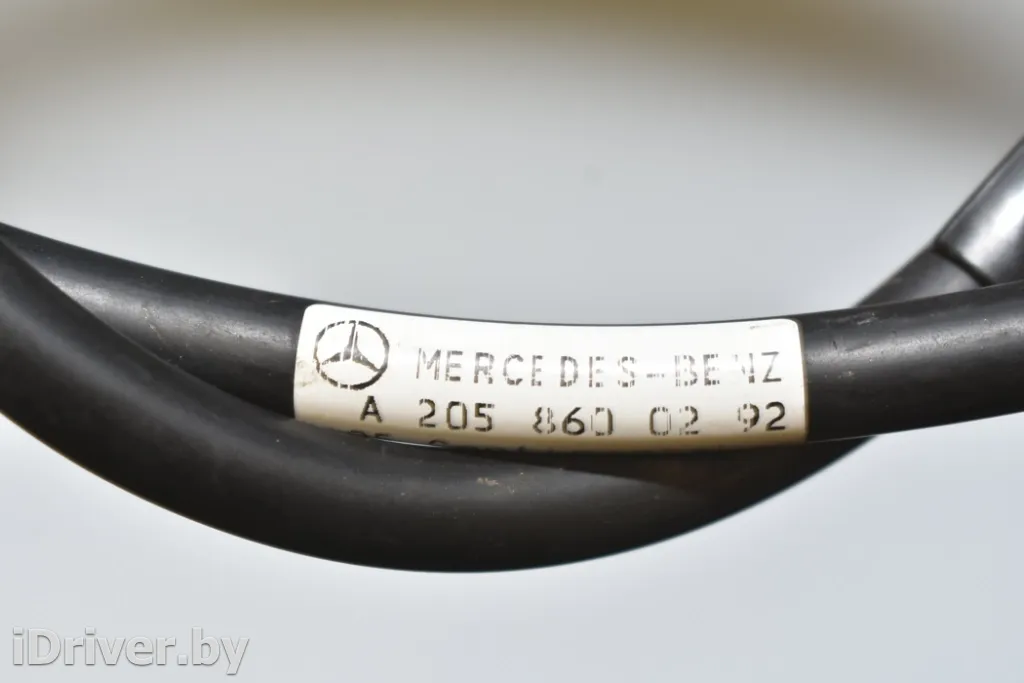 MERCEDES-BENZ
A 205 860 02 92
iDriver.by